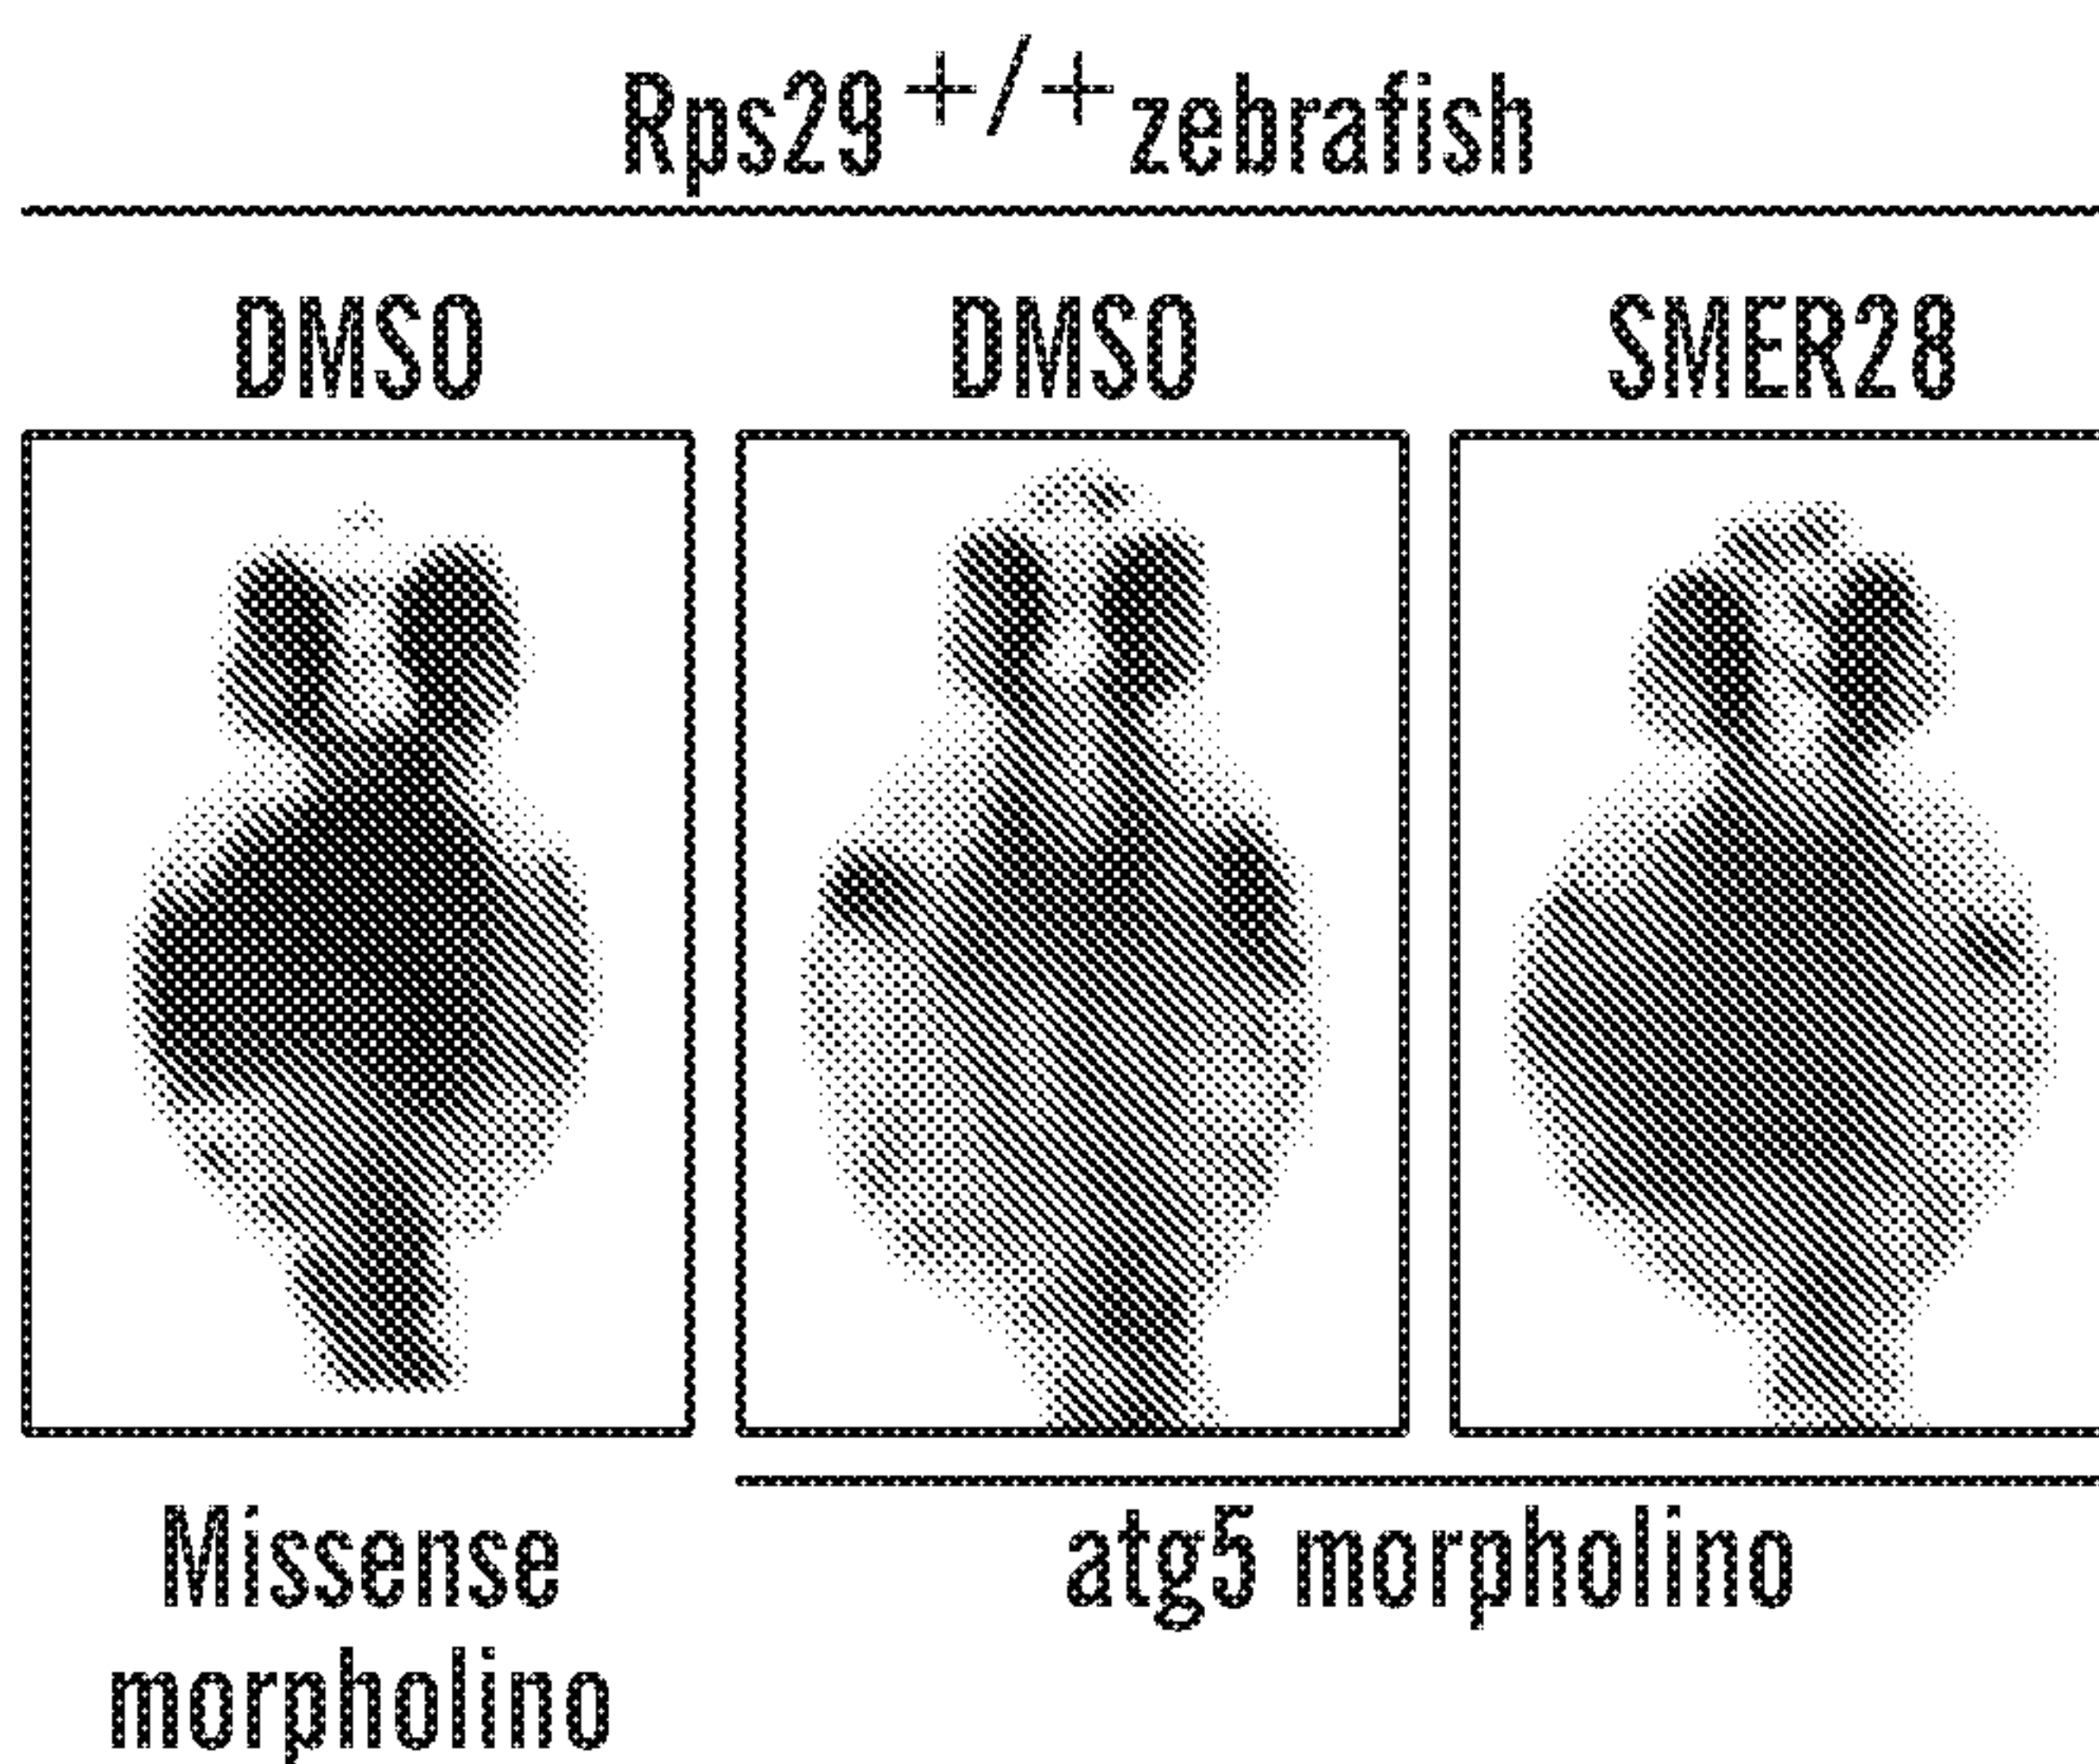 Rps29+/+ zebrafish
DMSO DMSO SMER28
Missense
morpholino
atg5 morpholino